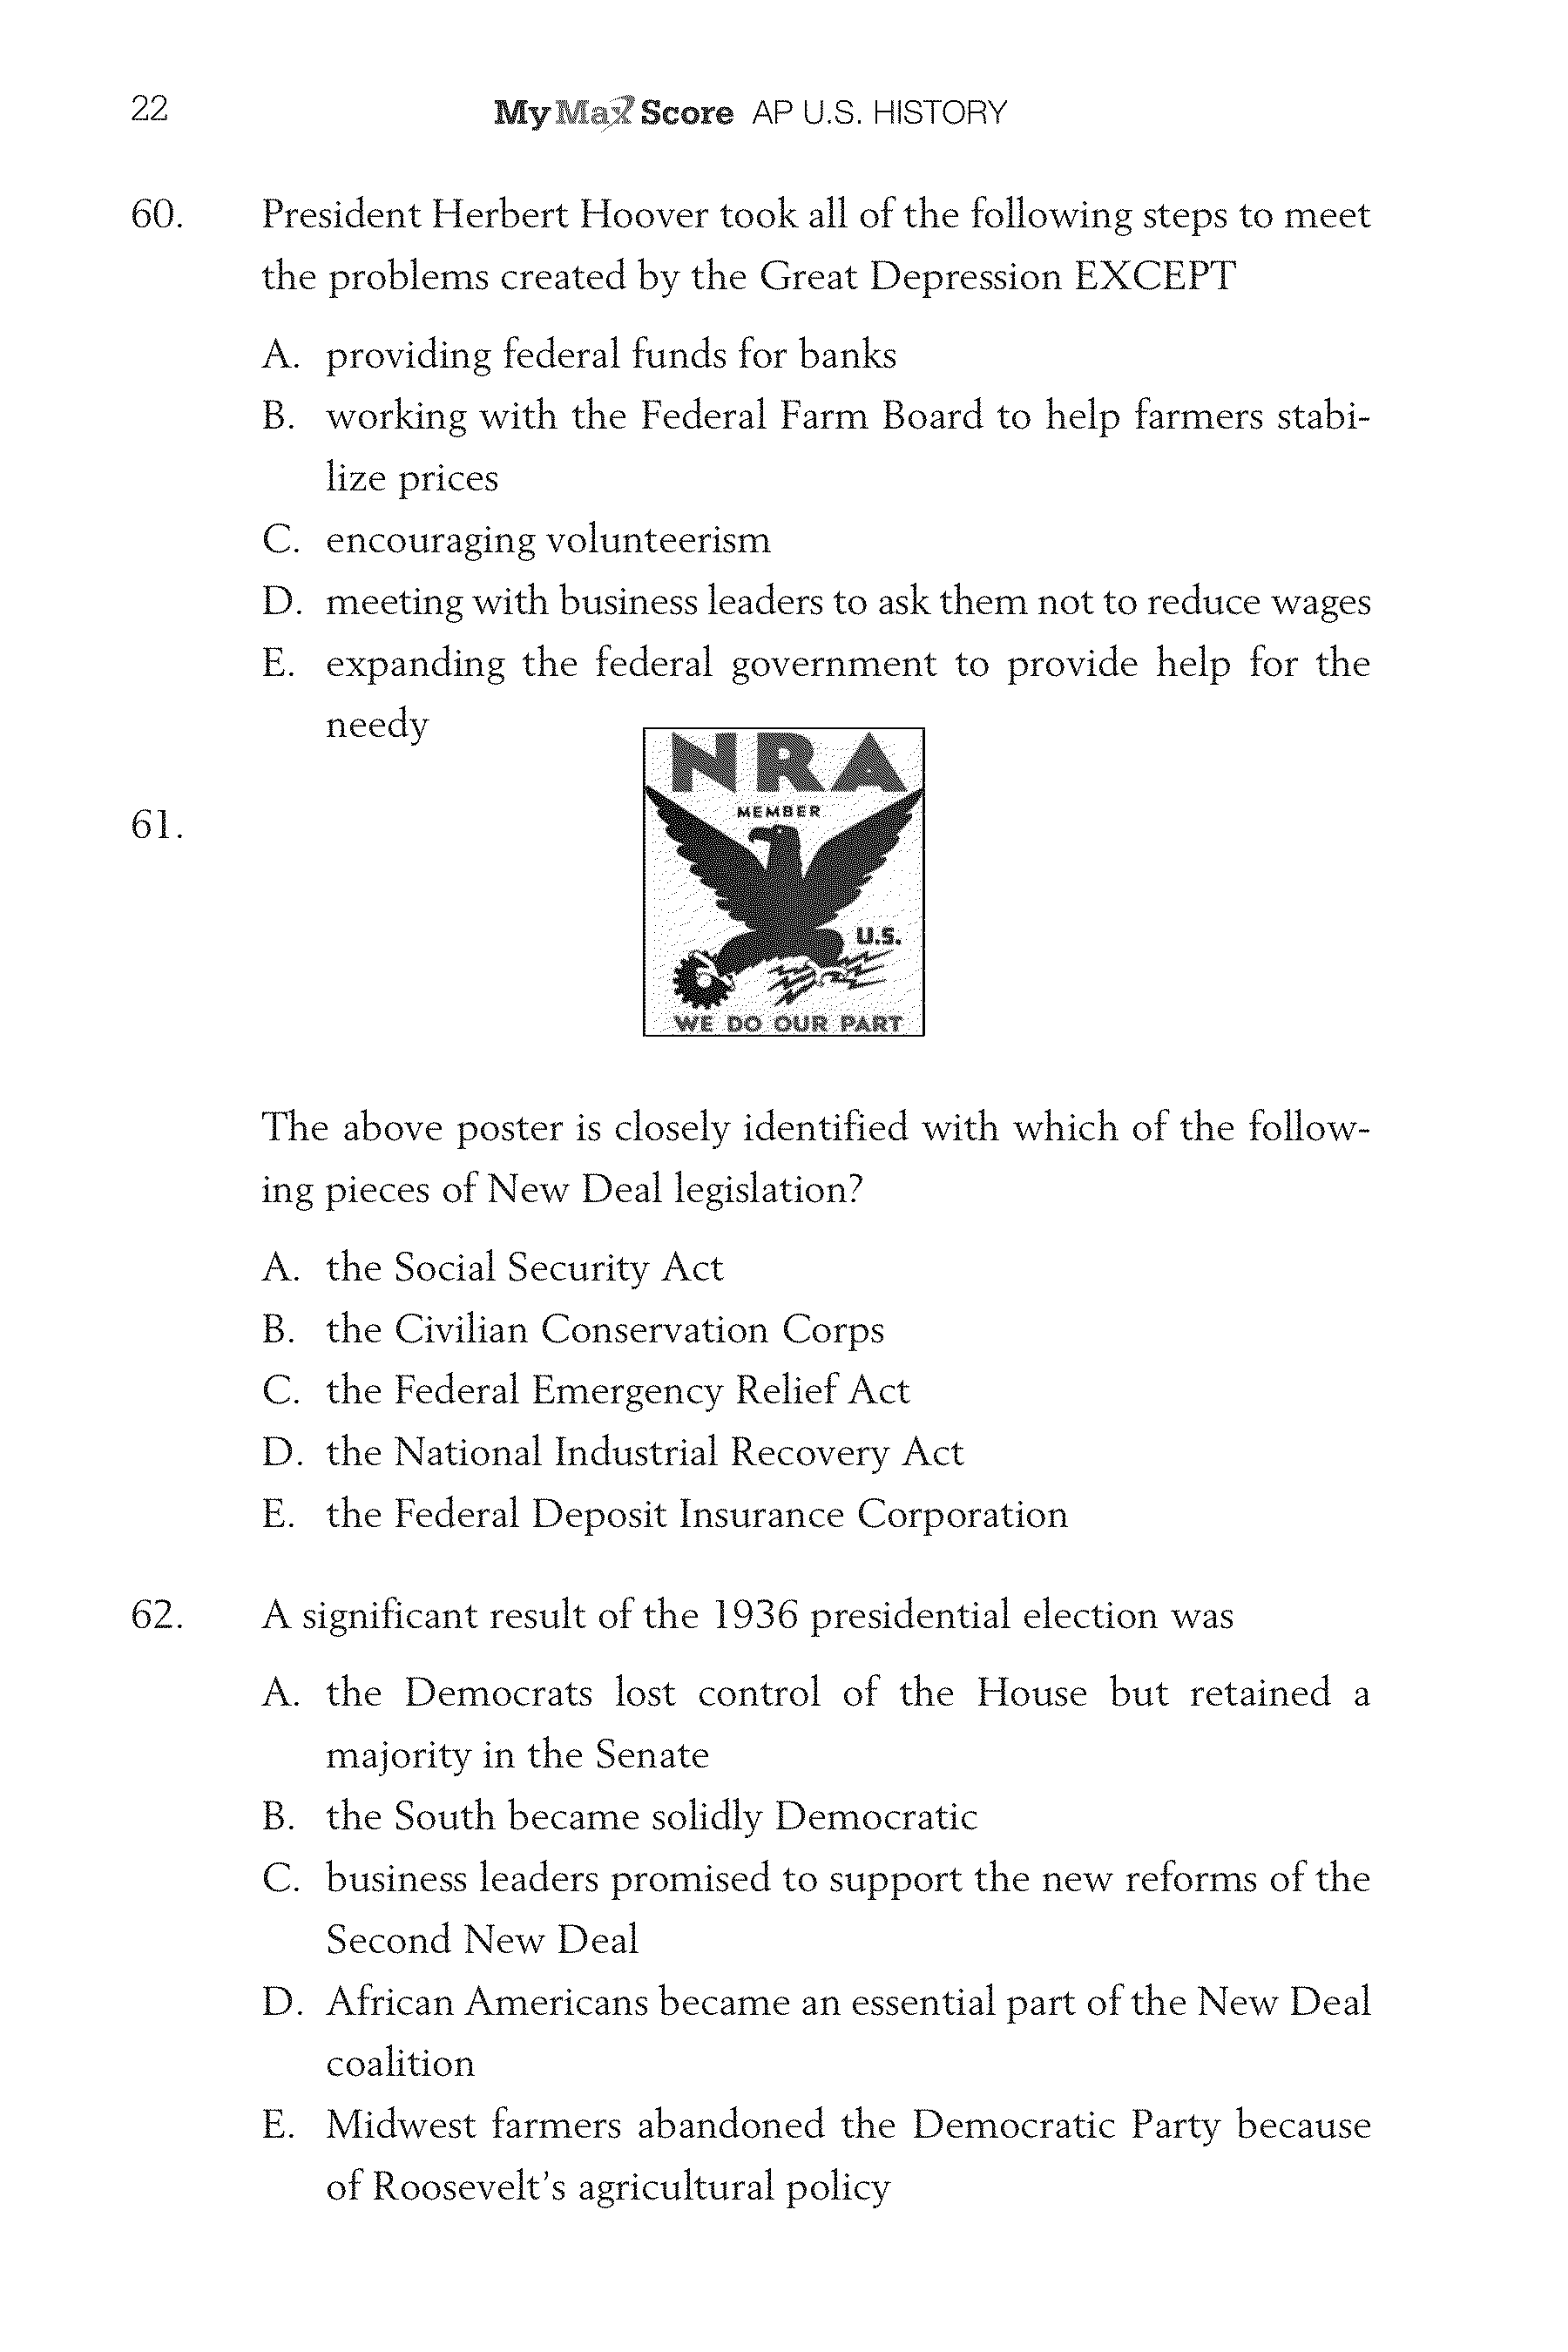 22
MyMaxScore AP U.S. HISTORY
60. President Herbert Hoover took all of the following steps to meet
the problems created by the Great Depression EXCEPT
A. providing federal funds for banks
B. working with the Federal Farm Board to help farmers stabi-
lize prices
C. encouraging volunteerism
D. meeting with business leaders to ask them not to reduce wages
E. expanding the federal government to provide help for the
needy
61.
NRA
MEMBER
U.S.
WE DO OUR PART
The above poster is closely identified with which of the follow-
ing pieces of New Deal legislation?
A. the Social Security Act
B. the Civilian Conservation Corps
C. the Federal Emergency Relief Act
D. the National Industrial Recovery Act
E. the Federal Deposit Insurance Corporation
62. A significant result of the 1936 presidential election was
A. the Democrats lost control of the House but retained a
majority in the Senate
B. the South became solidly Democratic
C. business leaders promised to support the new reforms of the
Second New Deal
D. African Americans became an essential part of the New Deal
coalition
E. Midwest farmers abandoned the Democratic Party because
of Roosevelt's agricultural policy